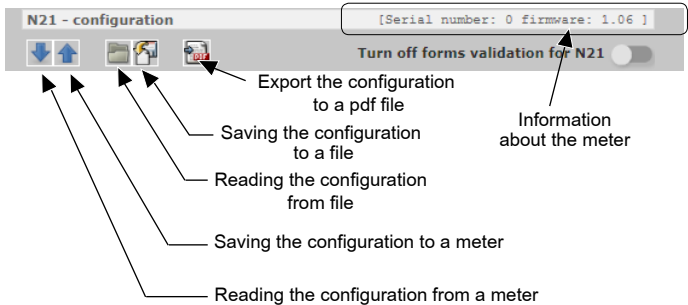 N21 - configuration
[Serial number: 0 firmware: 1.06 ]
Turn off forms validation for N21
PDF
Export the configuration
to a pdf file
Information
about the meter
Saving the configuration
to a file
Reading the configuration
from file
Saving the configuration to a meter
Reading the configuration from a meter